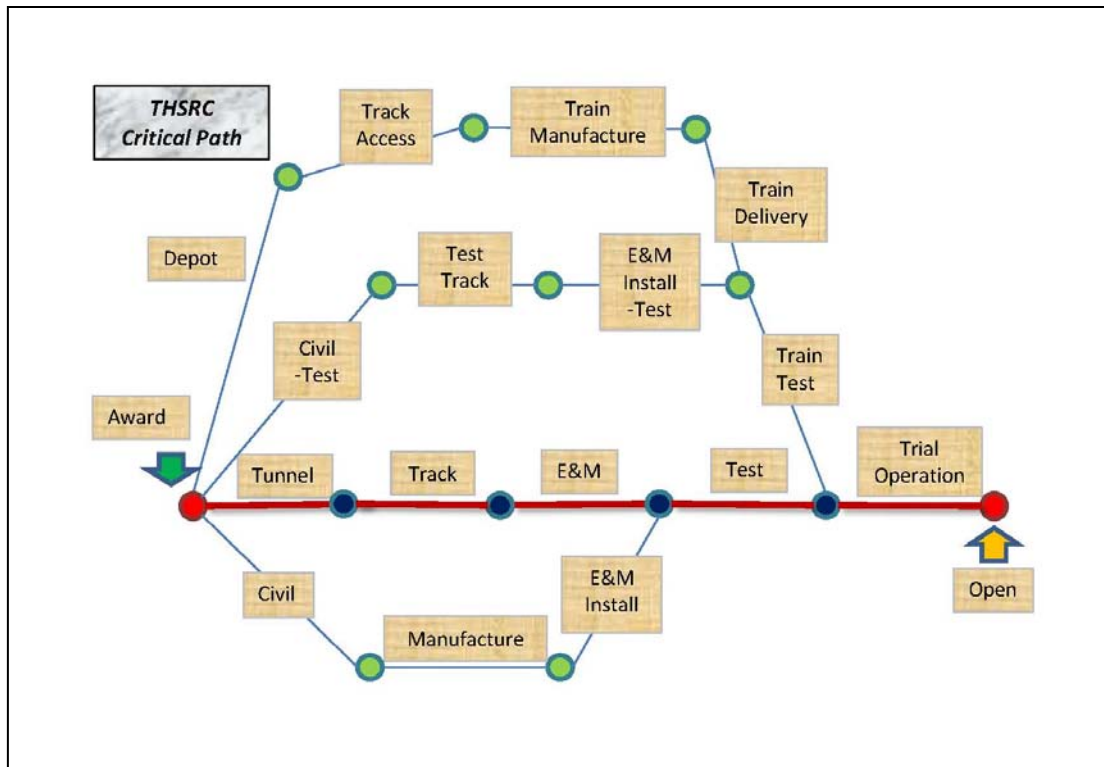 THSRC
Critical Path
Track
Access
Train
Manufacture
Train
Delivery
Depot
Test
Track
E&M
Install
-Test
Civil
-Test
Train
Test
Award
Tunnel
Track
E&M
Test
Trial
Operation
Civil
Manufacture
E&M
Install
Open